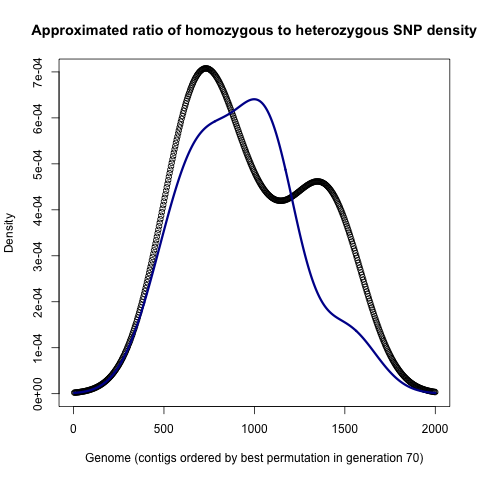 Approximated ratio of homozygous to heterozygous SNP density
7e-04
6e-04
5e-04
4e-04
3e-04
2e-04
1e-04
0e+00
Density
0 500 1000 1500 2000
Genome (contigs ordered by best permutation in generation 70)